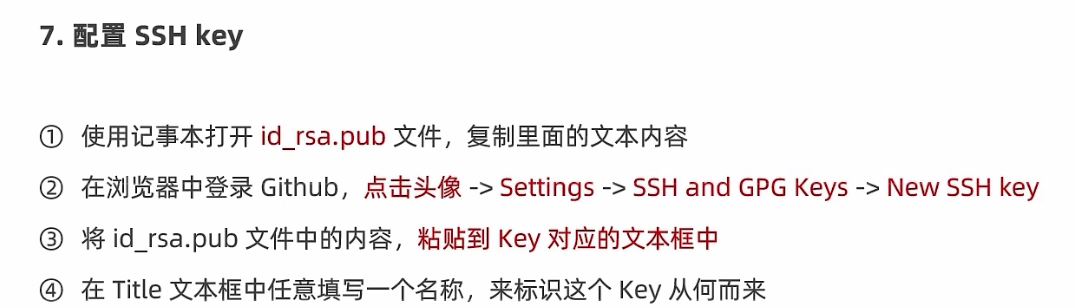 7. 配置 SSH key
① 使用记事本打开 id_rsa.pub 文件，复制里面的文本内容
② 在浏览器中登录 Github，点击头像 -> Settings -> SSH and GPG Keys -> New SSH key
③ 将 id_rsa.pub 文件中的内容，粘贴到 Key 对应的文本框中
④ 在 Title 文本框中任意填写一个名称，来标识这个 Key 从何而来